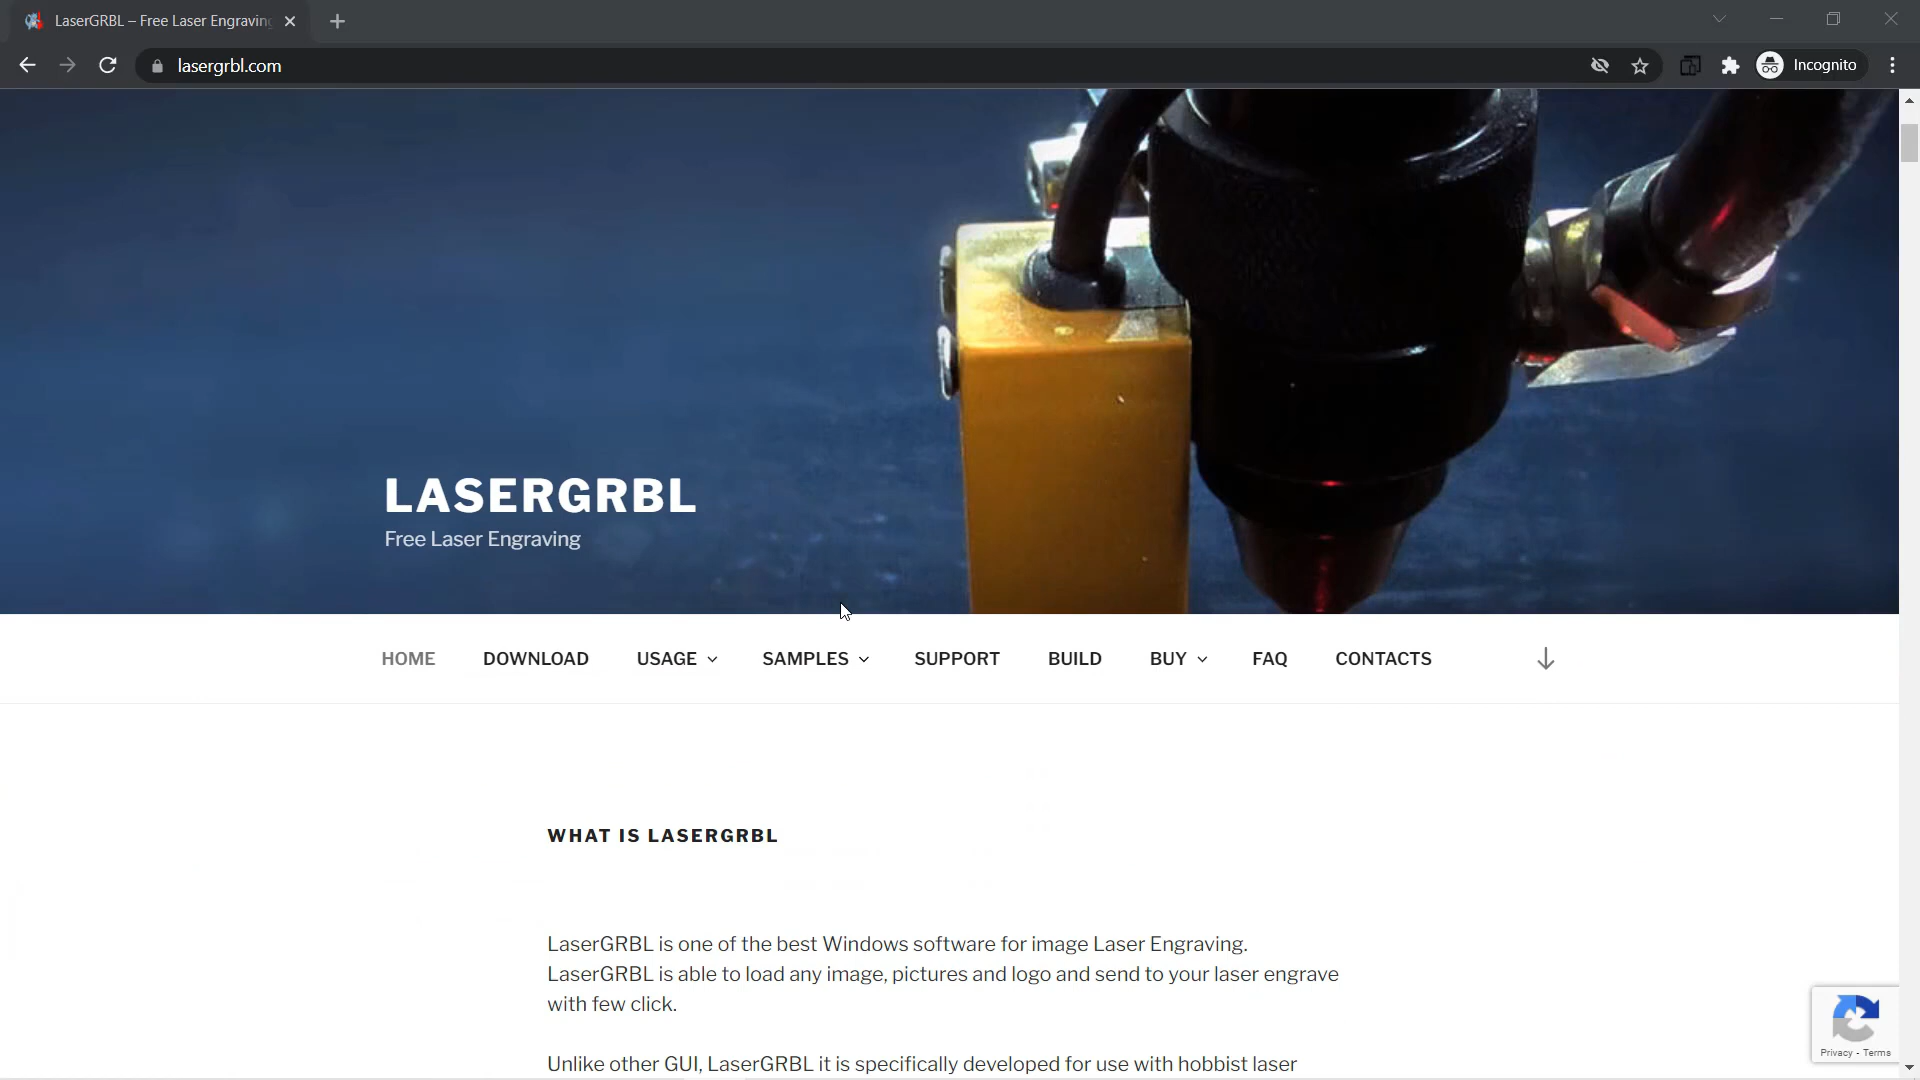 LaserGRBL – Free Laser Engraving
lasergrbl.com
Incognito
LASERGRBL
Free Laser Engraving
HOME DOWNLOAD USAGE SAMPLES SUPPORT BUILD BUY FAQ CONTACTS
WHAT IS LASERGRBL
LaserGRBL is one of the best Windows software for image Laser Engraving.
LaserGRBL is able to load any image, pictures and logo and send to your laser engrave
with few click.
Unlike other GUI, LaserGRBL it is specifically developed for use with hobbist laser
Privacy - Terms